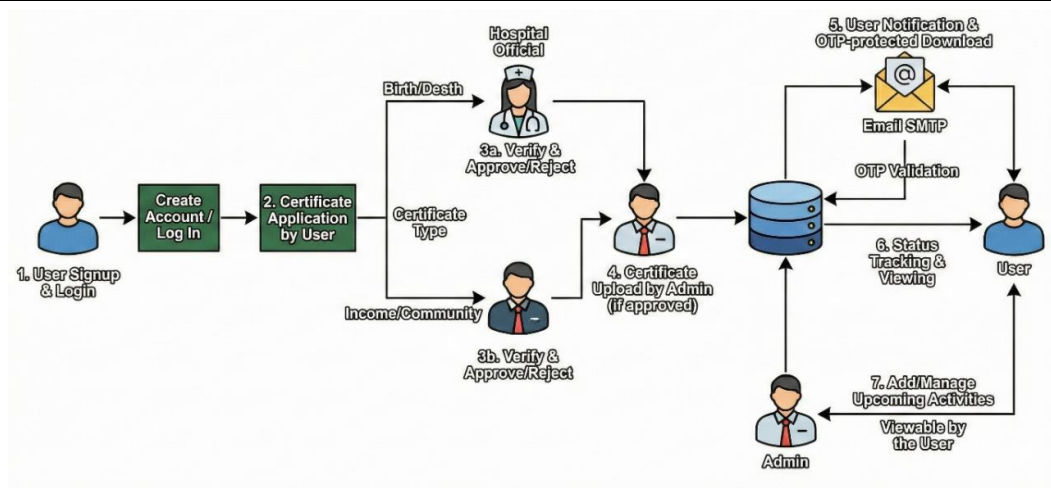 1. User Signup
& Login
Create
Account /
Log In
2. Certificate
Application
by User
Certificate
Type
Birth/Desth
Income/Community
Hospital
Official
3a. Verify &
Approve/Reject
3b. Verify &
Approve/Reject
4. Certificate
Upload by Admin
(if approved)
5. User Notification &
OTP-protected Download
@
Email SMTP
OTP Validation
6. Status
Tracking &
Viewing
User
7. Add/Manage
Upcoming Activities
Viewable by
the User
Admin